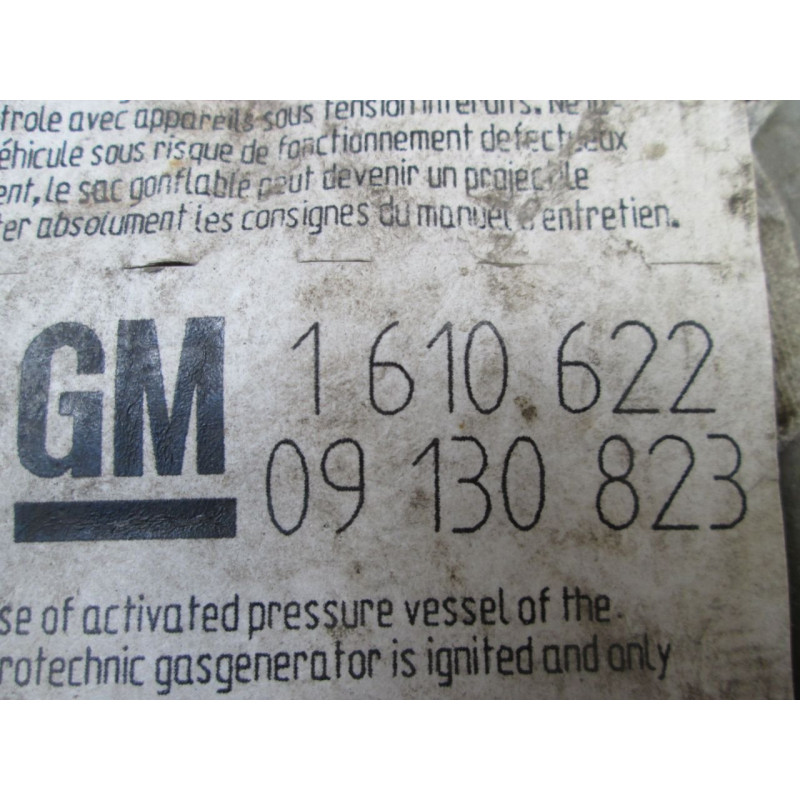 trole avec appareils sous tension interdits. Ne
éhicule sous risque de fonctionnement defectueux
ent, le sac gonflable peut devenir un projectile
ter absolument les consignes du manuel d'entretien.
GM
1 610 622
09 130 823
se of activated pressure vessel of the
rotechnic gasgenerator is ignited and only